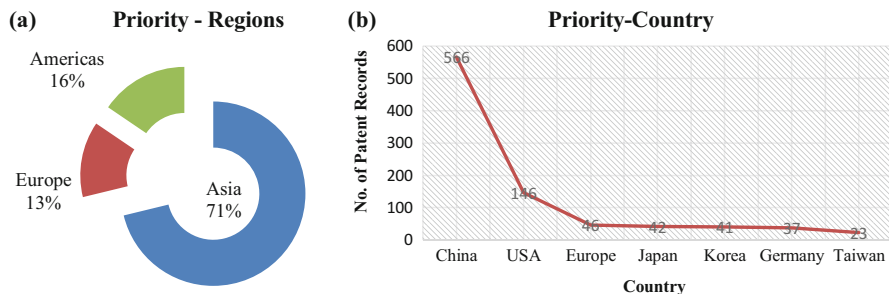 (a) Priority - Regions
Americas
16%
Europe
13%
Asia
71%
(b) Priority-Country
No. of Patent Records
600
500
400
300
200
100
0
566
146
46
42
41
37
23
China USA Europe Japan Korea Germany Taiwan
Country